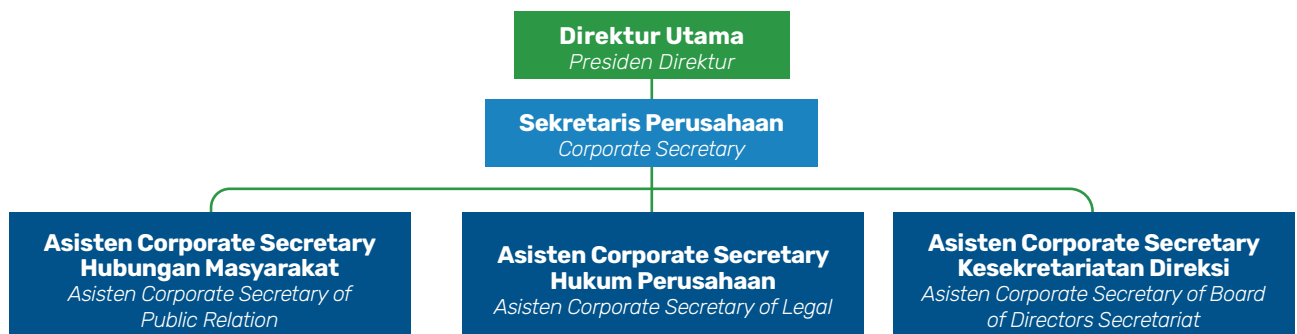 Direktur Utama
Presiden Direktur
Sekretaris Perusahaan
Corporate Secretary
Asisten Corporate Secretary
Hubungan Masyarakat
Asisten Corporate Secretary of
Public Relation
Asisten Corporate Secretary
Hukum Perusahaan
Asisten Corporate Secretary of Legal
Asisten Corporate Secretary
Kesekretariatan Direksi
Asisten Corporate Secretary of Board
of Directors Secretariat